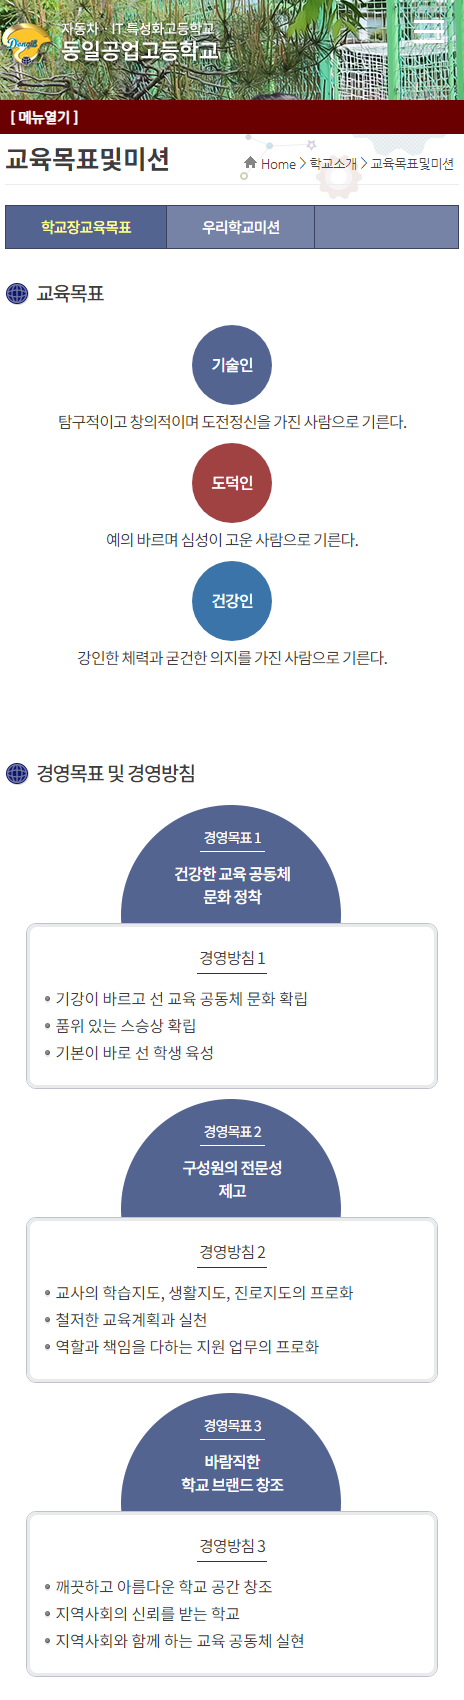 자동차 · IT 특성화고등학교
Dongil
동일공업고등학교
[ 메뉴열기 ]
교육목표및미션
Home > 학교소개 > 교육목표및미션
학교장교육목표
우리학교미션
교육목표
기술인
탐구적이고 창의적이며 도전정신을 가진 사람으로 기른다.
도덕인
예의 바르며 심성이 고운 사람으로 기른다.
건강인
강인한 체력과 굳건한 의지를 가진 사람으로 기른다.
경영목표 및 경영방침
경영목표 1
건강한 교육 공동체
문화 정착
경영방침 1
기강이 바르고 선 교육 공동체 문화 확립
품위 있는 스승상 확립
기본이 바로 선 학생 육성
경영목표 2
구성원의 전문성
제고
경영방침 2
교사의 학습지도, 생활지도, 진로지도의 프로화
철저한 교육계획과 실천
역할과 책임을 다하는 지원 업무의 프로화
경영목표 3
바람직한
학교 브랜드 창조
경영방침 3
깨끗하고 아름다운 학교 공간 창조
지역사회의 신뢰를 받는 학교
지역사회와 함께 하는 교육 공동체 실현